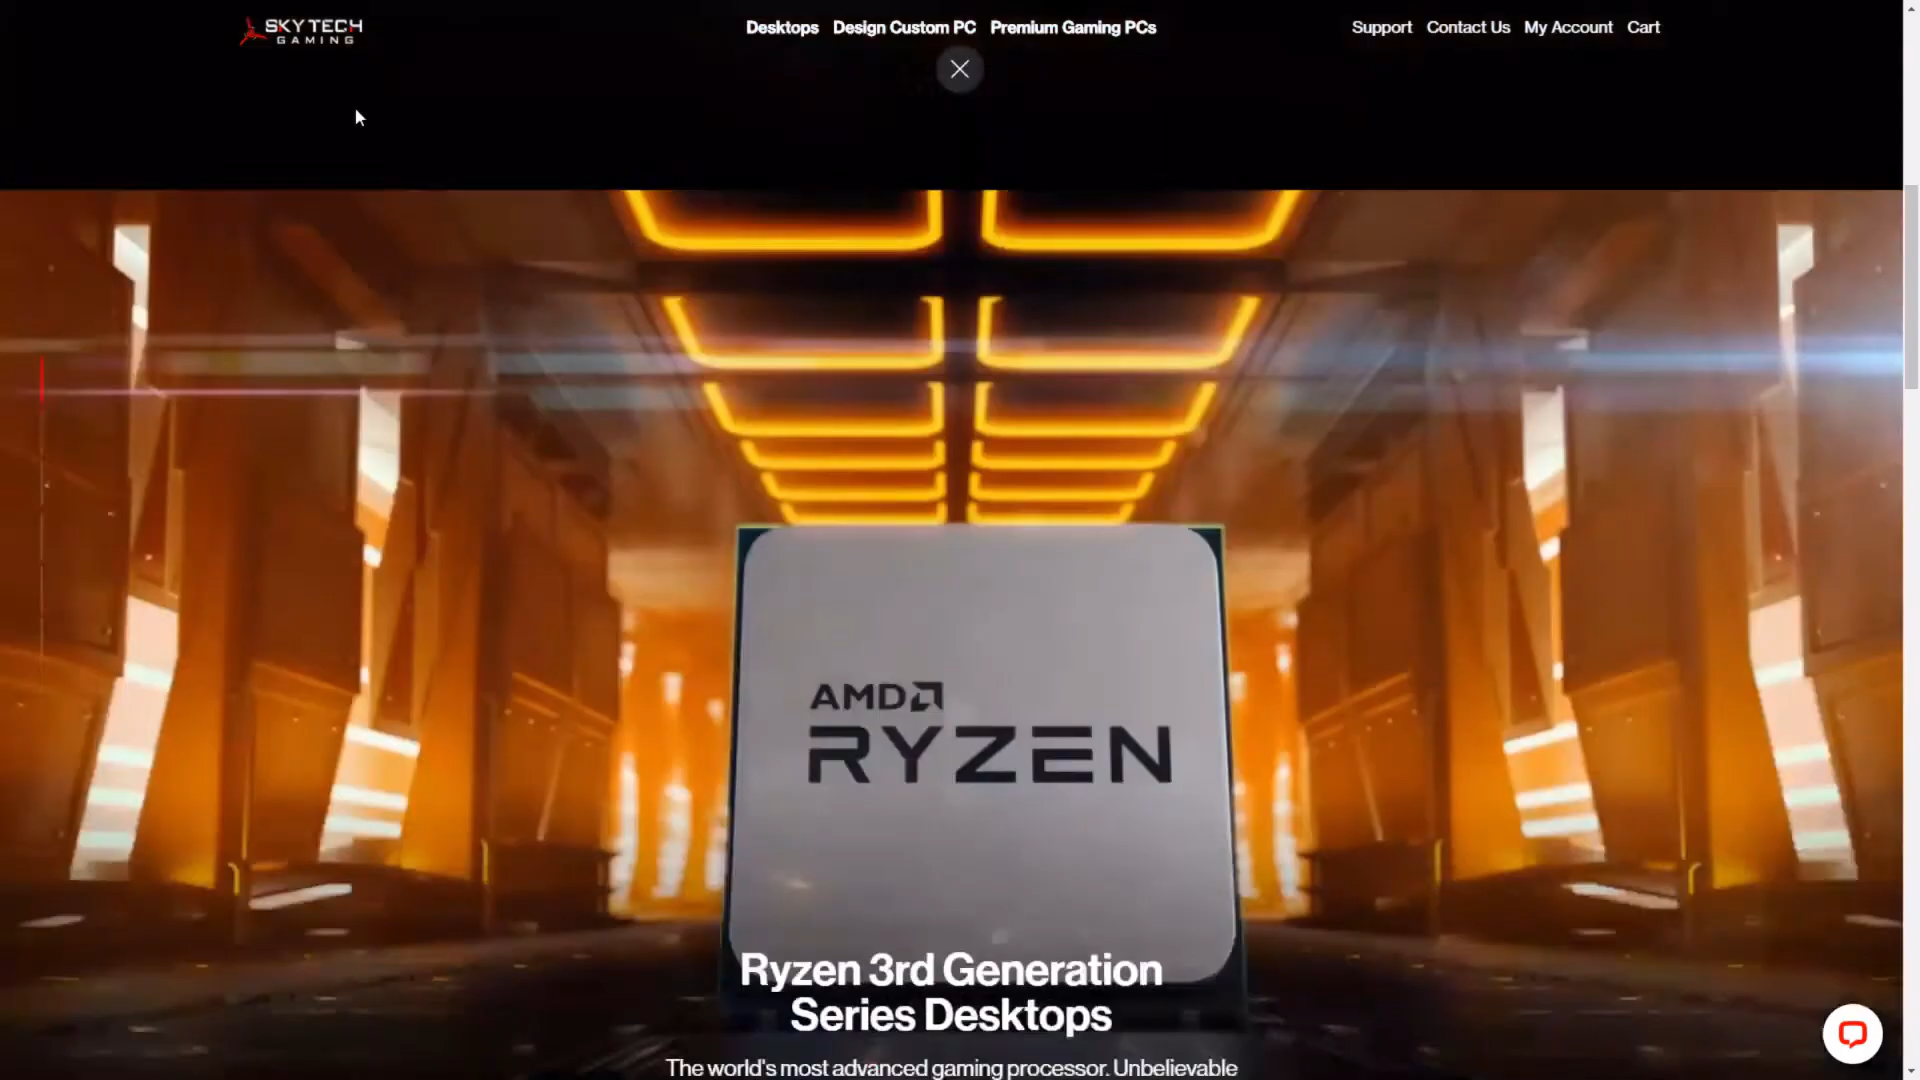 SKYTECH
GAMING
Desktops Design Custom PC Premium Gaming PCs
Support Contact Us My Account Cart
AMD
RYZEN
Ryzen 3rd Generation
Series Desktops
The world's most advanced gaming processor. Unbelievable